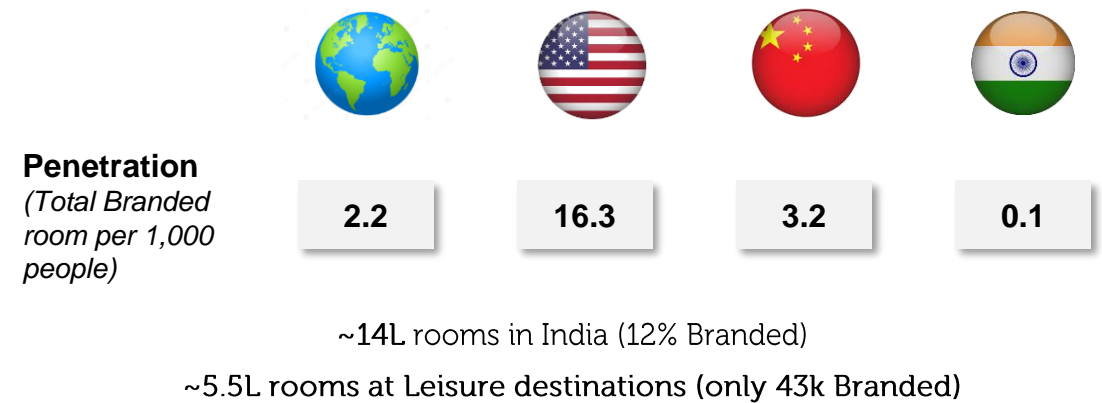 Penetration
(Total Branded
room per 1,000
people)
2.2
16.3
3.2
0.1
~14L rooms in India (12% Branded)
~5.5L rooms at Leisure destinations (only 43k Branded)